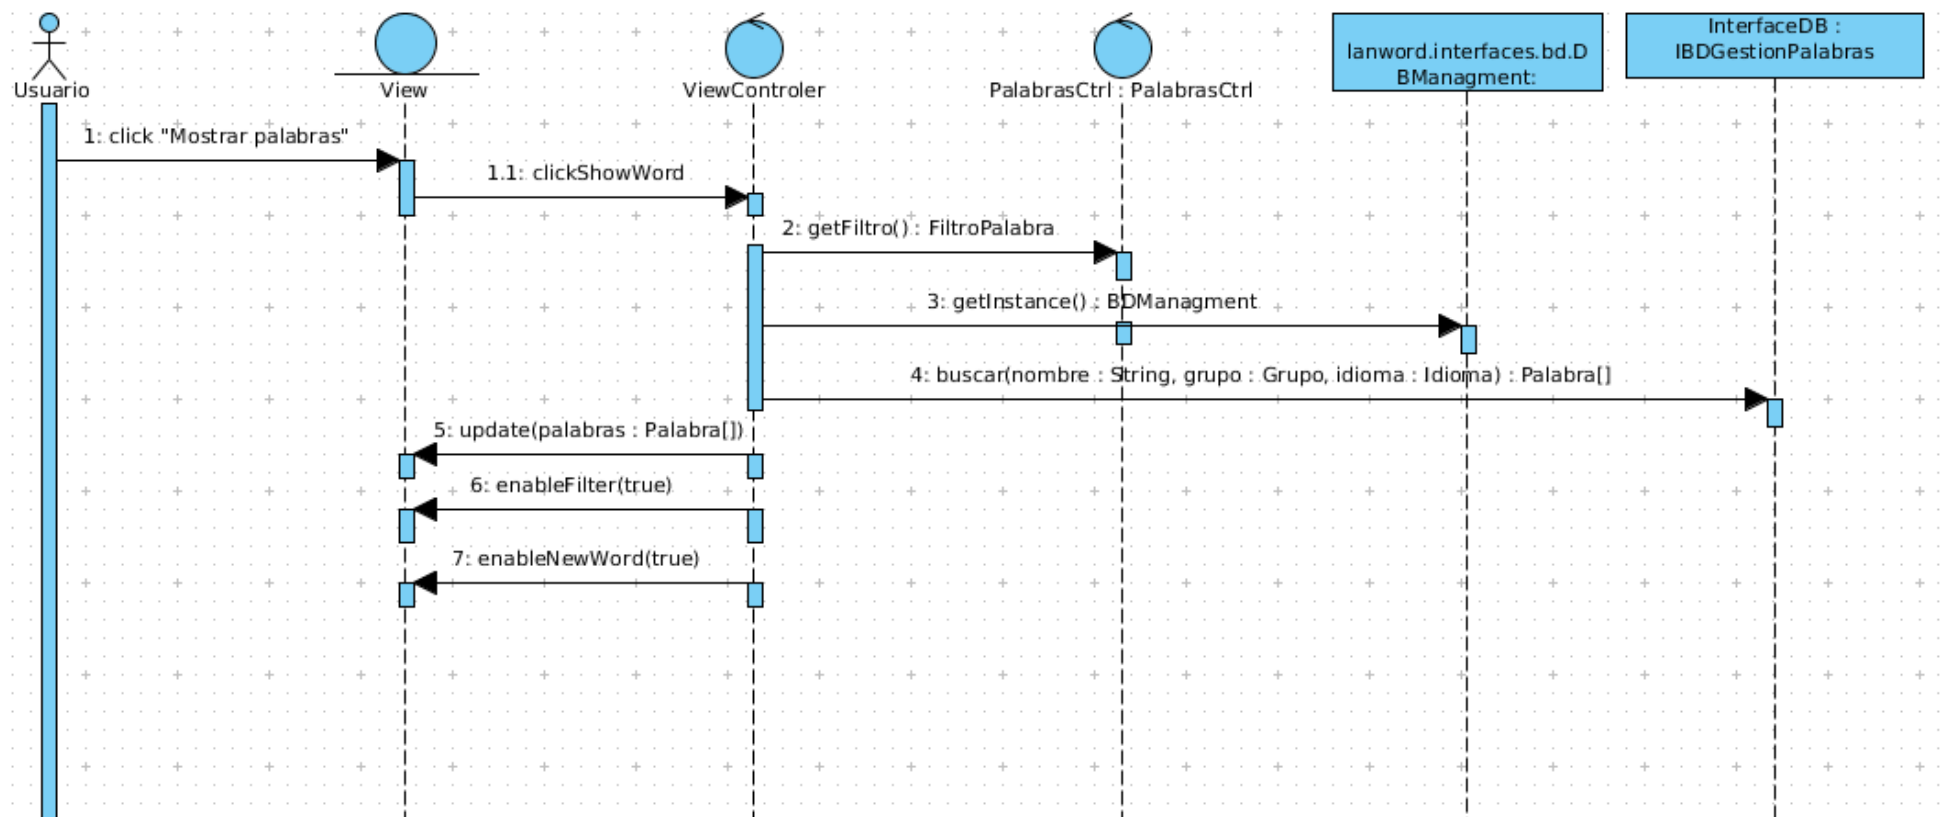 Usuario
View
ViewControler
PalabrasCtrl : PalabrasCtrl
lanword.interfaces.bd.D
BManagment:
InterfaceDB :
IBDGestionPalabras
1: click "Mostrar palabras"
1.1: clickShowWord
2: getFiltro() : FiltroPalabra
3: getInstance() : BDManagment
4: buscar(nombre : String, grupo : Grupo, idioma : Idioma) : Palabra[]
5: update(palabras : Palabra[])
6: enableFilter(true)
7: enableNewWord(true)